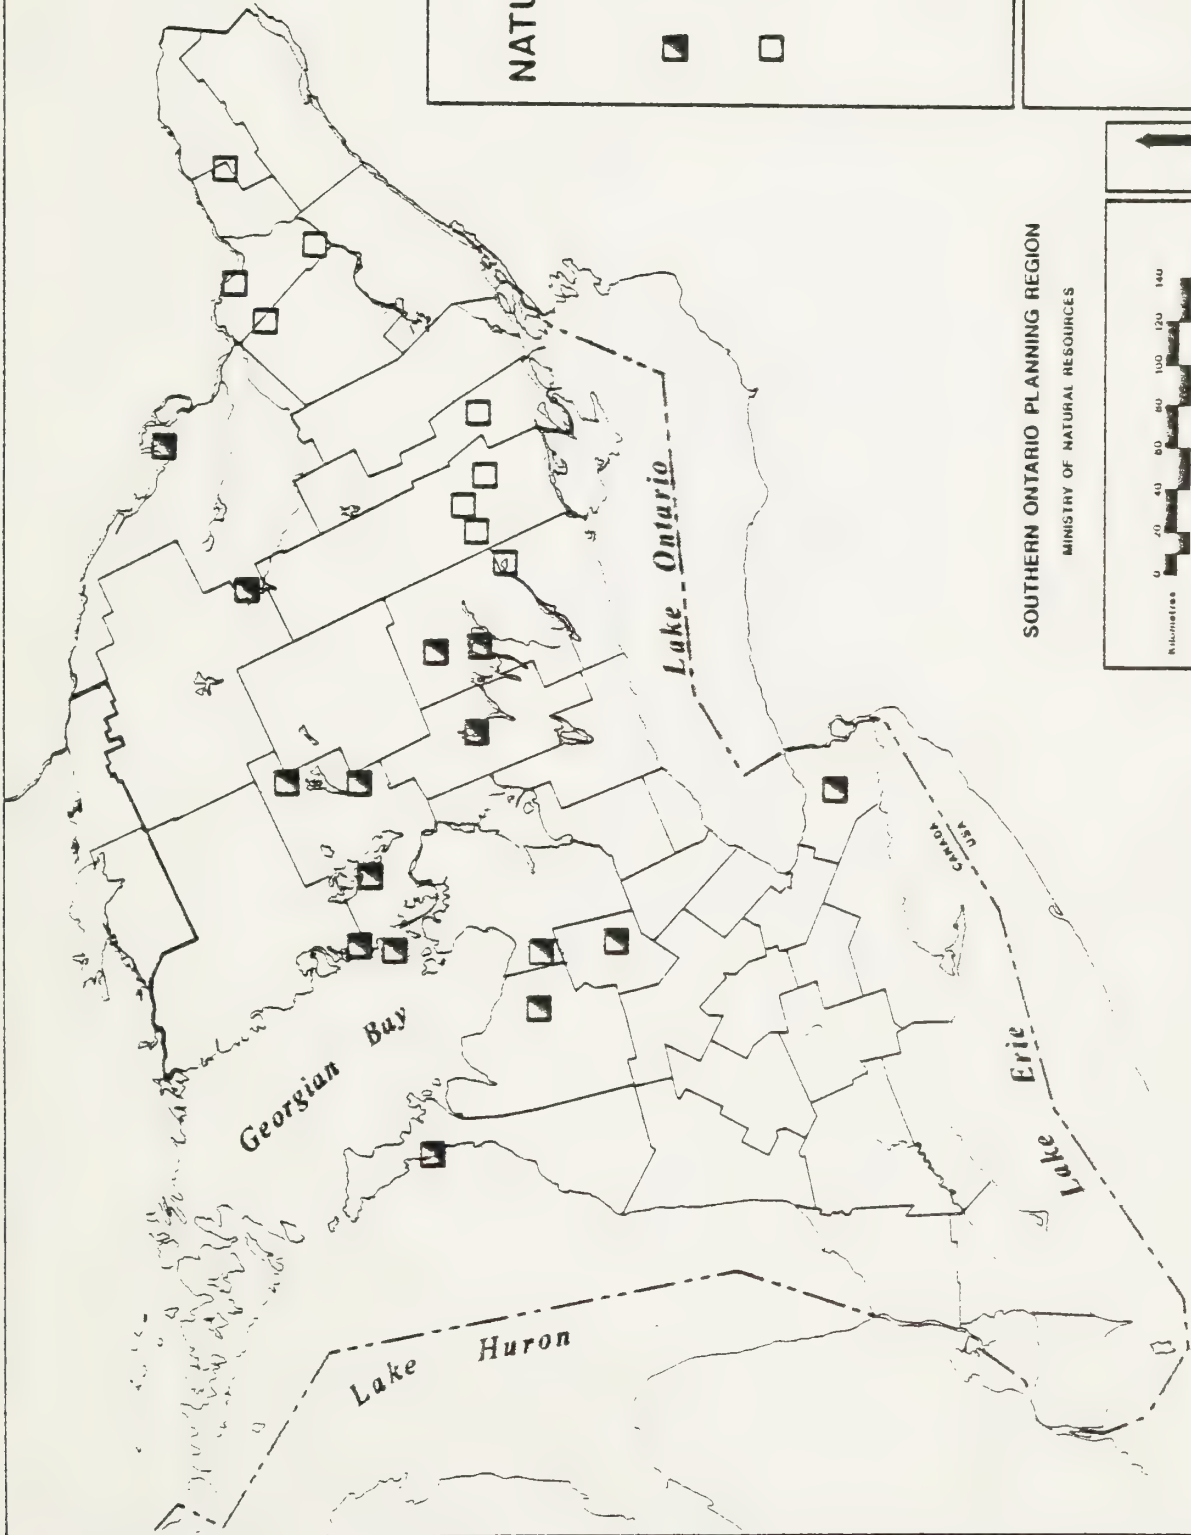 NATU
SOUTHERN ONTARIO PLANNING REGION
MINISTRY OF NATURAL RESOURCES
Kilometres 0 20 40 60 80 100 120 140
Georgian Bay
Lake Huron
Lake Ontario
Lake Erie
CANADA
USA